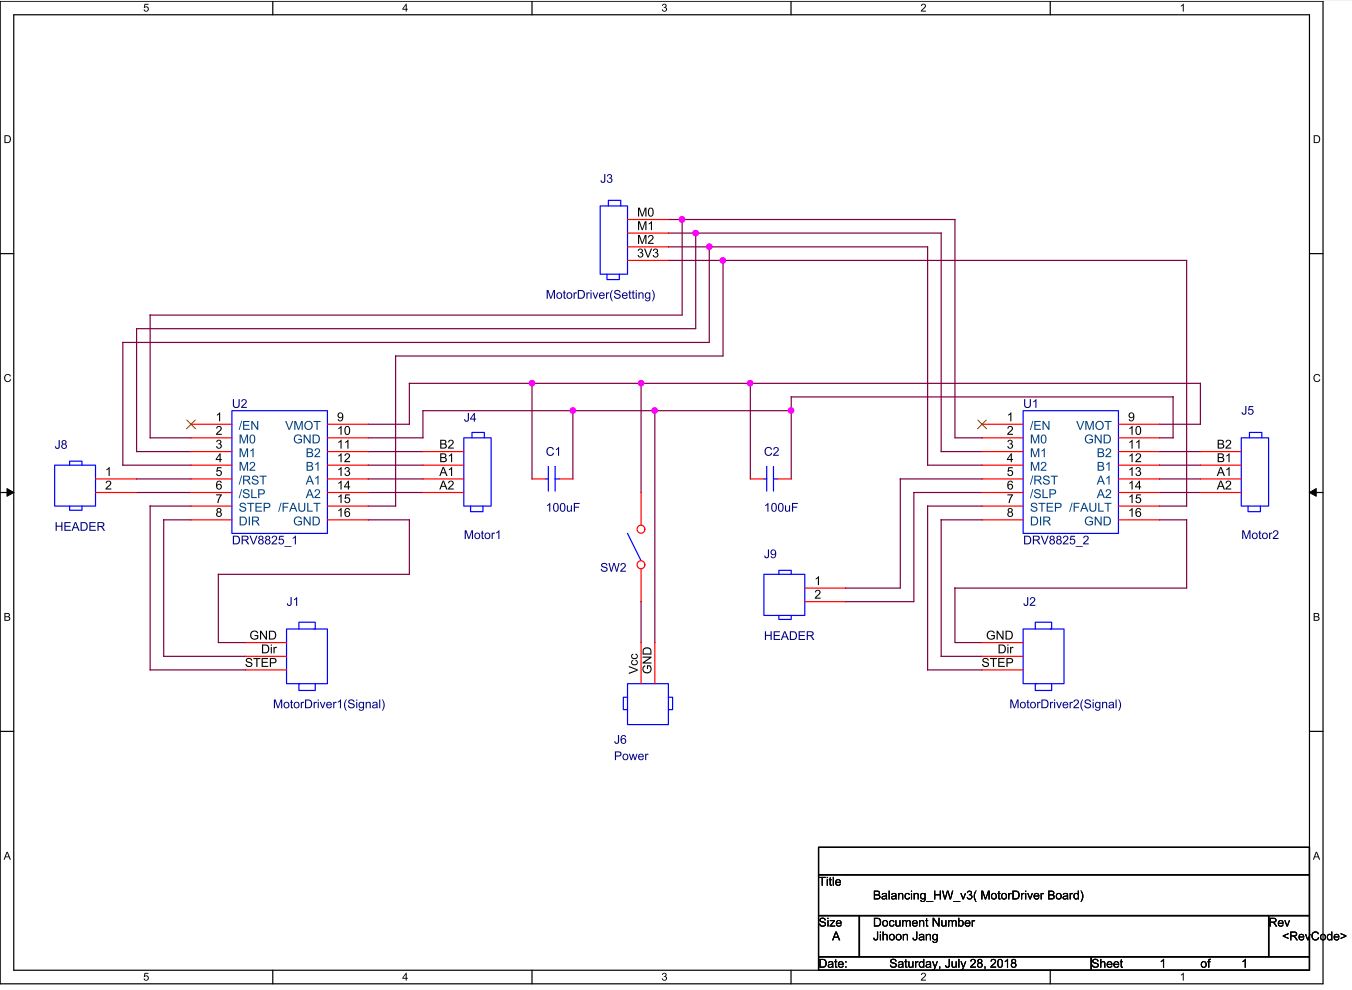 5 4 3 2 1
D D
J3
M0
M1
M2
3V3
MotorDriver(Setting)
C C
U2
1 /EN VMOT 9
2 M0 GND 10
3 M1 B2 11
4 M2 B1 12
5 /RST A1 13
6 /SLP A2 14
7 STEP /FAULT 15
8 DIR GND 16
DRV8825_1
J4
B2
B1
A1
A2
Motor1
J8
1
2
HEADER
C1
100uF
C2
100uF
SW2
U1
1 /EN VMOT 9
2 M0 GND 10
3 M1 B2 11
4 M2 B1 12
5 /RST A1 13
6 /SLP A2 14
7 STEP /FAULT 15
8 DIR GND 16
DRV8825_2
J5
B2
B1
A1
A2
Motor2
J9
1
2
HEADER
B B
J1
GND
Dir
STEP
MotorDriver1(Signal)
Vcc
GND
J6
Power
J2
GND
Dir
STEP
MotorDriver2(Signal)
A A
Title
Balancing_HW_v3( MotorDriver Board)
Size Document Number Rev
A Jihoon Jang <RevCode>
Date: Saturday, July 28, 2018 Sheet 1 of 1
5 4 3 2 1